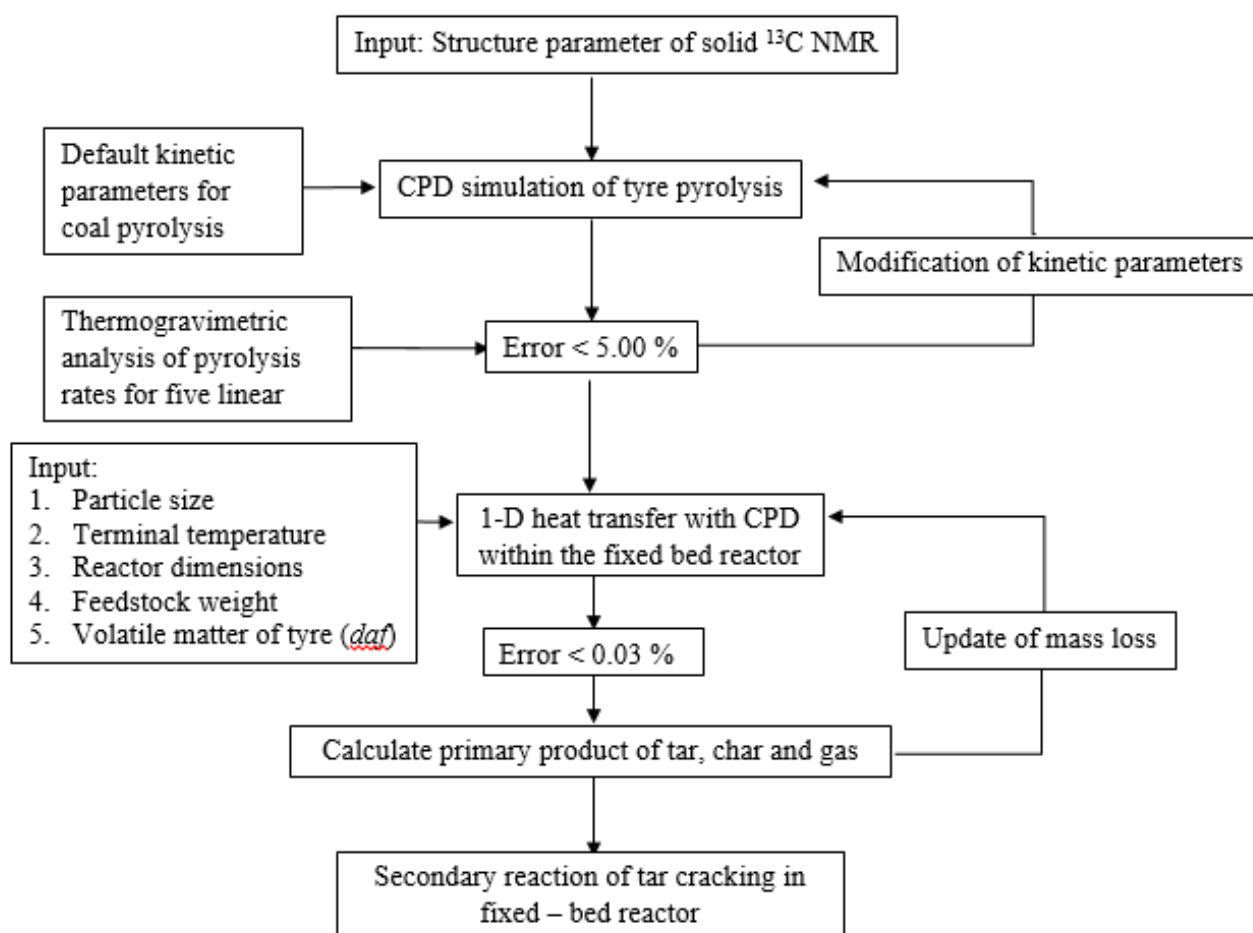 Input: Structure parameter of solid ¹³C NMR
Default kinetic
parameters for
coal pyrolysis
CPD simulation of tyre pyrolysis
Modification of kinetic parameters
Thermogravimetric
analysis of pyrolysis
rates for five linear
Error < 5.00 %
Input:
1. Particle size
2. Terminal temperature
3. Reactor dimensions
4. Feedstock weight
5. Volatile matter of tyre (daf)
1-D heat transfer with CPD
within the fixed bed reactor
Update of mass loss
Error < 0.03 %
Calculate primary product of tar, char and gas
Secondary reaction of tar cracking in
fixed – bed reactor